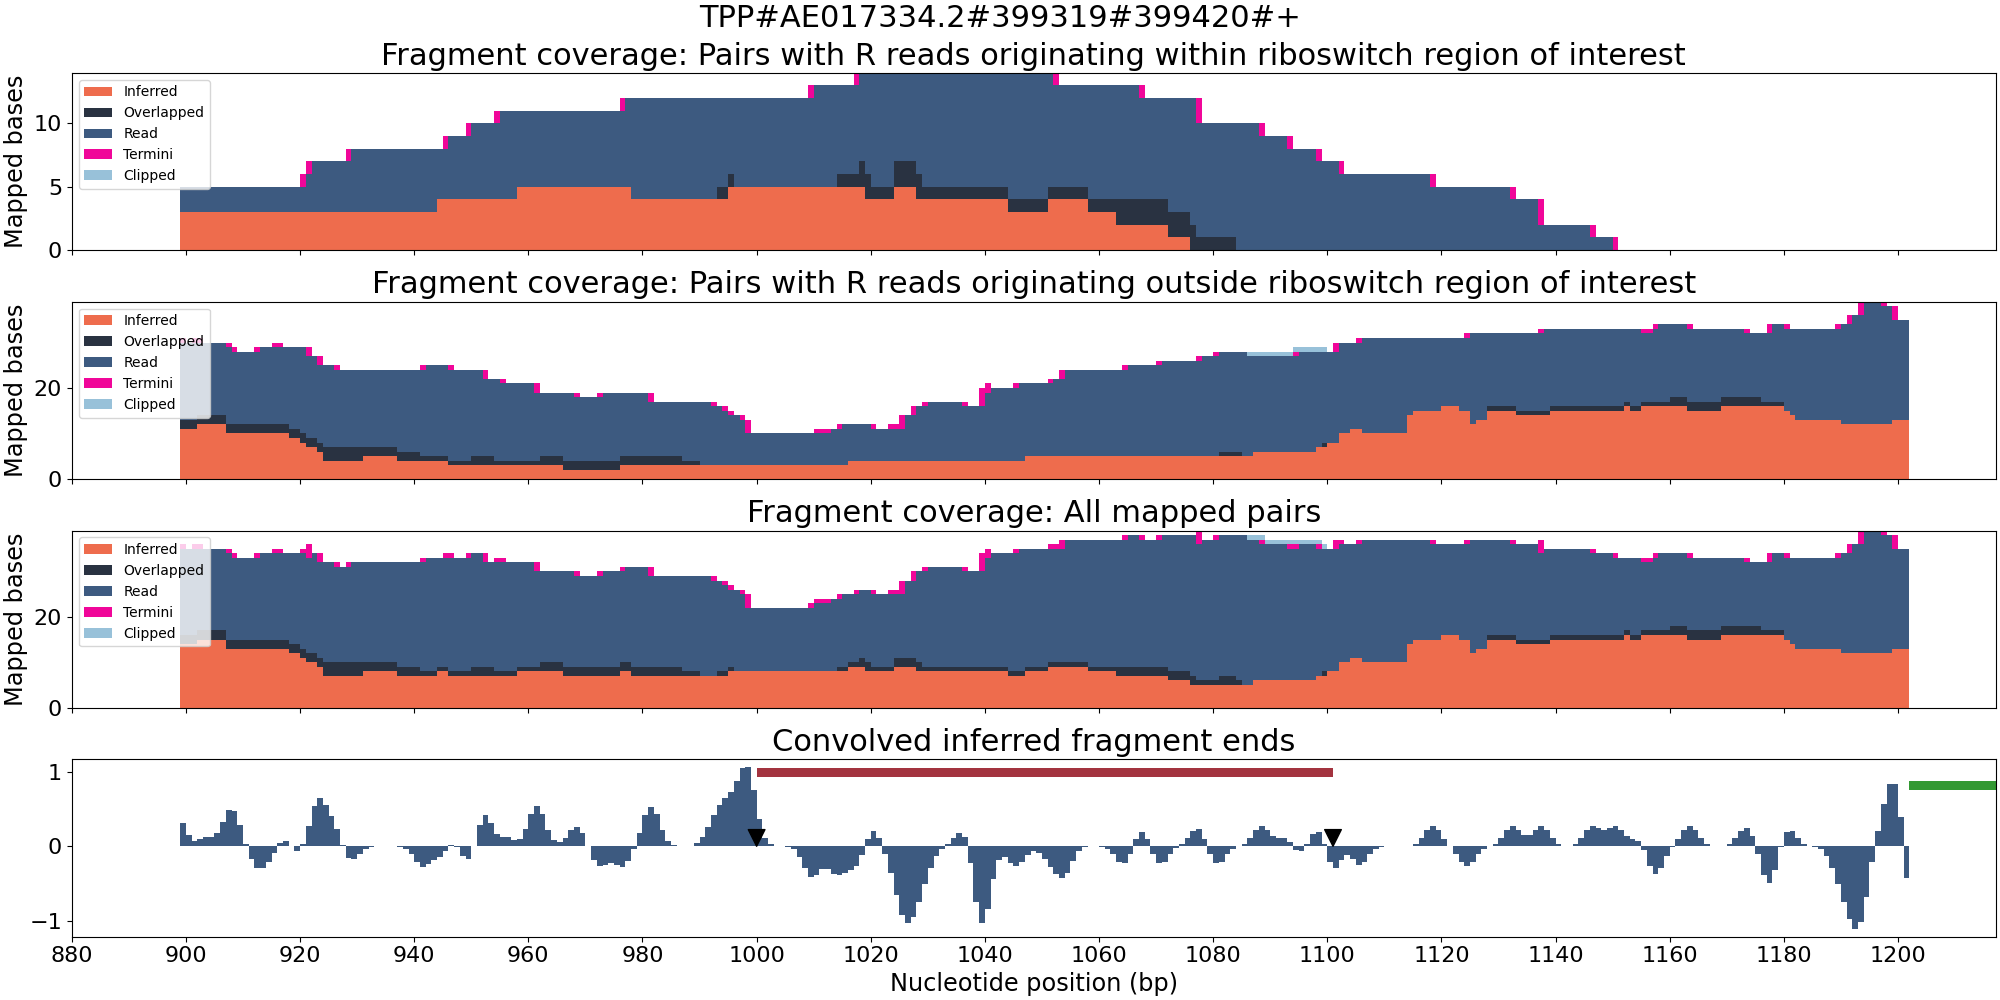 TPP#AE017334.2#399319#399420#+
Fragment coverage: Pairs with R reads originating within riboswitch region of interest
Mapped bases
10
5
0
Inferred
Overlapped
Read
Termini
Clipped
Fragment coverage: Pairs with R reads originating outside riboswitch region of interest
Mapped bases
20
0
Inferred
Overlapped
Read
Termini
Clipped
Fragment coverage: All mapped pairs
Mapped bases
20
0
Inferred
Overlapped
Read
Termini
Clipped
Convolved inferred fragment ends
1
0
−1
880 900 920 940 960 980 1000 1020 1040 1060 1080 1100 1120 1140 1160 1180 1200
Nucleotide position (bp)